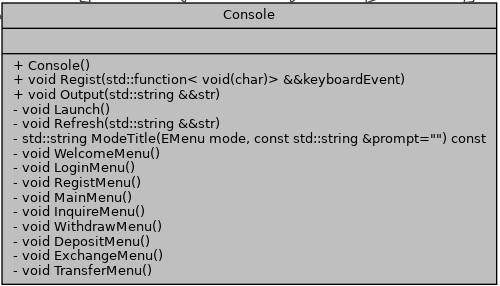 Console
+ Console()
+ void Regist(std::function< void(char)> &&keyboardEvent)
+ void Output(std::string &&str)
- void Launch()
- void Refresh(std::string &&str)
- std::string ModeTitle(EMenu mode, const std::string &prompt="") const
- void WelcomeMenu()
- void LoginMenu()
- void RegistMenu()
- void MainMenu()
- void InquireMenu()
- void WithdrawMenu()
- void DepositMenu()
- void ExchangeMenu()
- void TransferMenu()